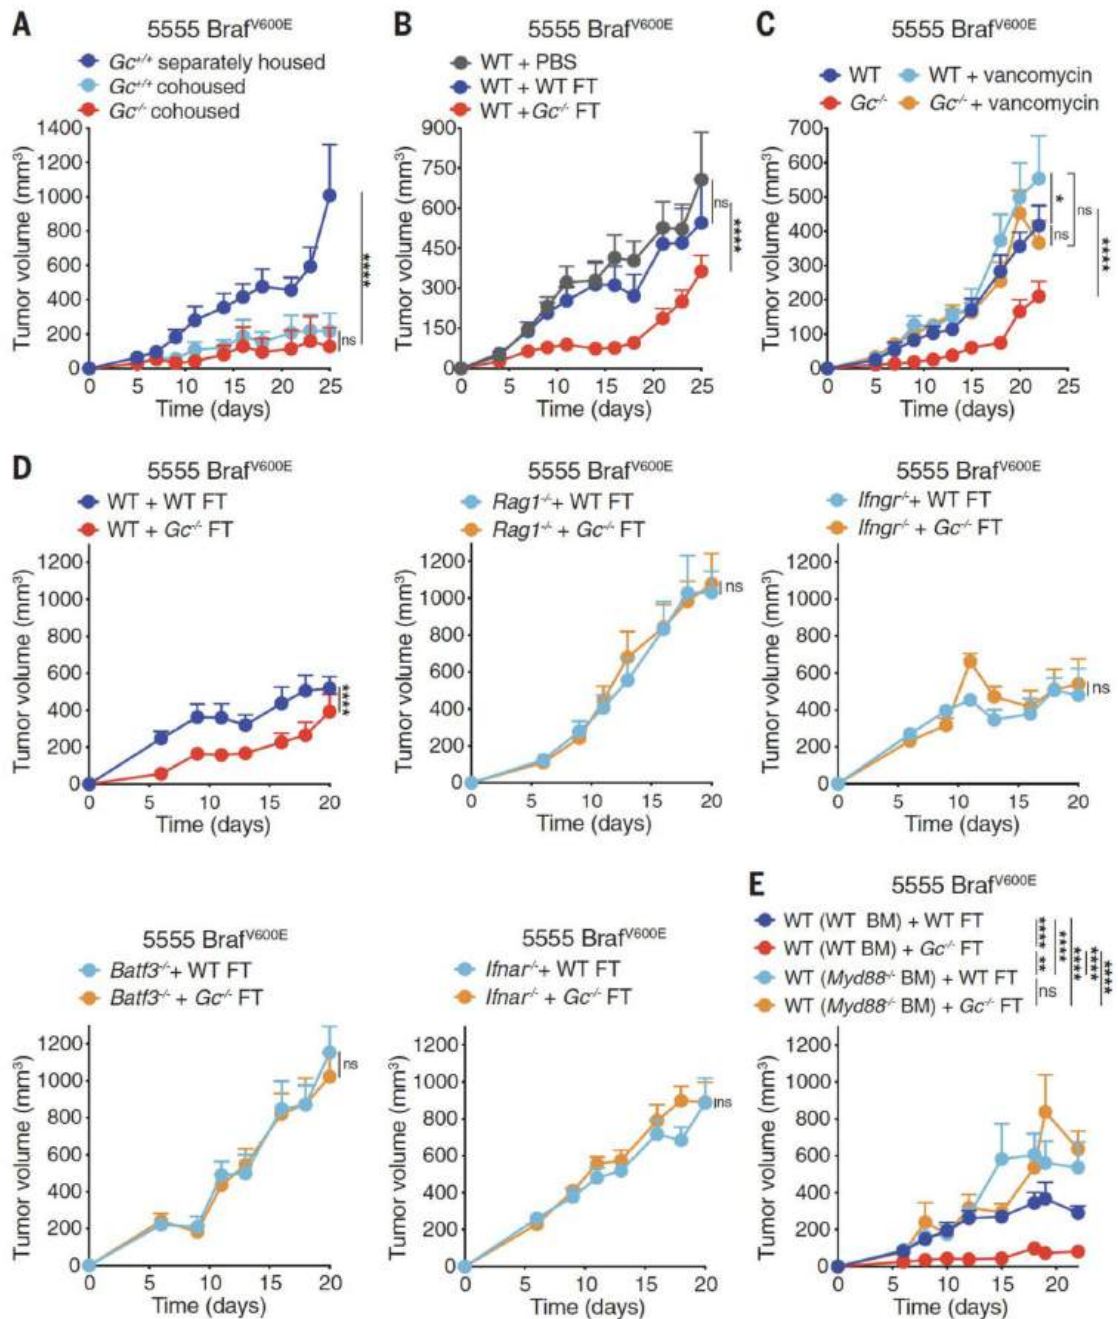 A
5555 Braf^V600E
Gc+/+ separately housed
Gc+/+ cohoused
Gc-/- cohoused
Tumor volume (mm³)
1400
1200
1000
800
600
400
200
0
****
ns
0 5 10 15 20 25
Time (days)
B
5555 Braf^V600E
WT + PBS
WT + WT FT
WT + Gc-/- FT
Tumor volume (mm³)
900
750
600
450
300
150
0
ns
****
0 5 10 15 20 25
Time (days)
C
5555 Braf^V600E
WT WT + vancomycin
Gc-/- Gc-/- + vancomycin
Tumor volume (mm³)
700
600
500
400
300
200
100
0
*
ns
ns
****
0 5 10 15 20 25
Time (days)
D
5555 Braf^V600E
WT + WT FT
WT + Gc-/- FT
Tumor volume (mm³)
1200
1000
800
600
400
200
0
****
0 5 10 15 20
Time (days)
5555 Braf^V600E
Rag1-/- + WT FT
Rag1-/- + Gc-/- FT
Tumor volume (mm³)
1200
1000
800
600
400
200
0
ns
0 5 10 15 20
Time (days)
5555 Braf^V600E
Ifngr-/- + WT FT
Ifngr-/- + Gc-/- FT
Tumor volume (mm³)
1200
1000
800
600
400
200
0
ns
0 5 10 15 20
Time (days)
5555 Braf^V600E
Batf3-/- + WT FT
Batf3-/- + Gc-/- FT
Tumor volume (mm³)
1200
1000
800
600
400
200
0
ns
0 5 10 15 20
Time (days)
5555 Braf^V600E
Ifnar-/- + WT FT
Ifnar-/- + Gc-/- FT
Tumor volume (mm³)
1200
1000
800
600
400
200
0
ns
0 5 10 15 20
Time (days)
E
5555 Braf^V600E
WT (WT BM) + WT FT
WT (WT BM) + Gc-/- FT
WT (Myd88-/- BM) + WT FT
WT (Myd88-/- BM) + Gc-/- FT
****
**
ns
****
****
****
****
Tumor volume (mm³)
1200
1000
800
600
400
200
0
0 5 10 15 20
Time (days)